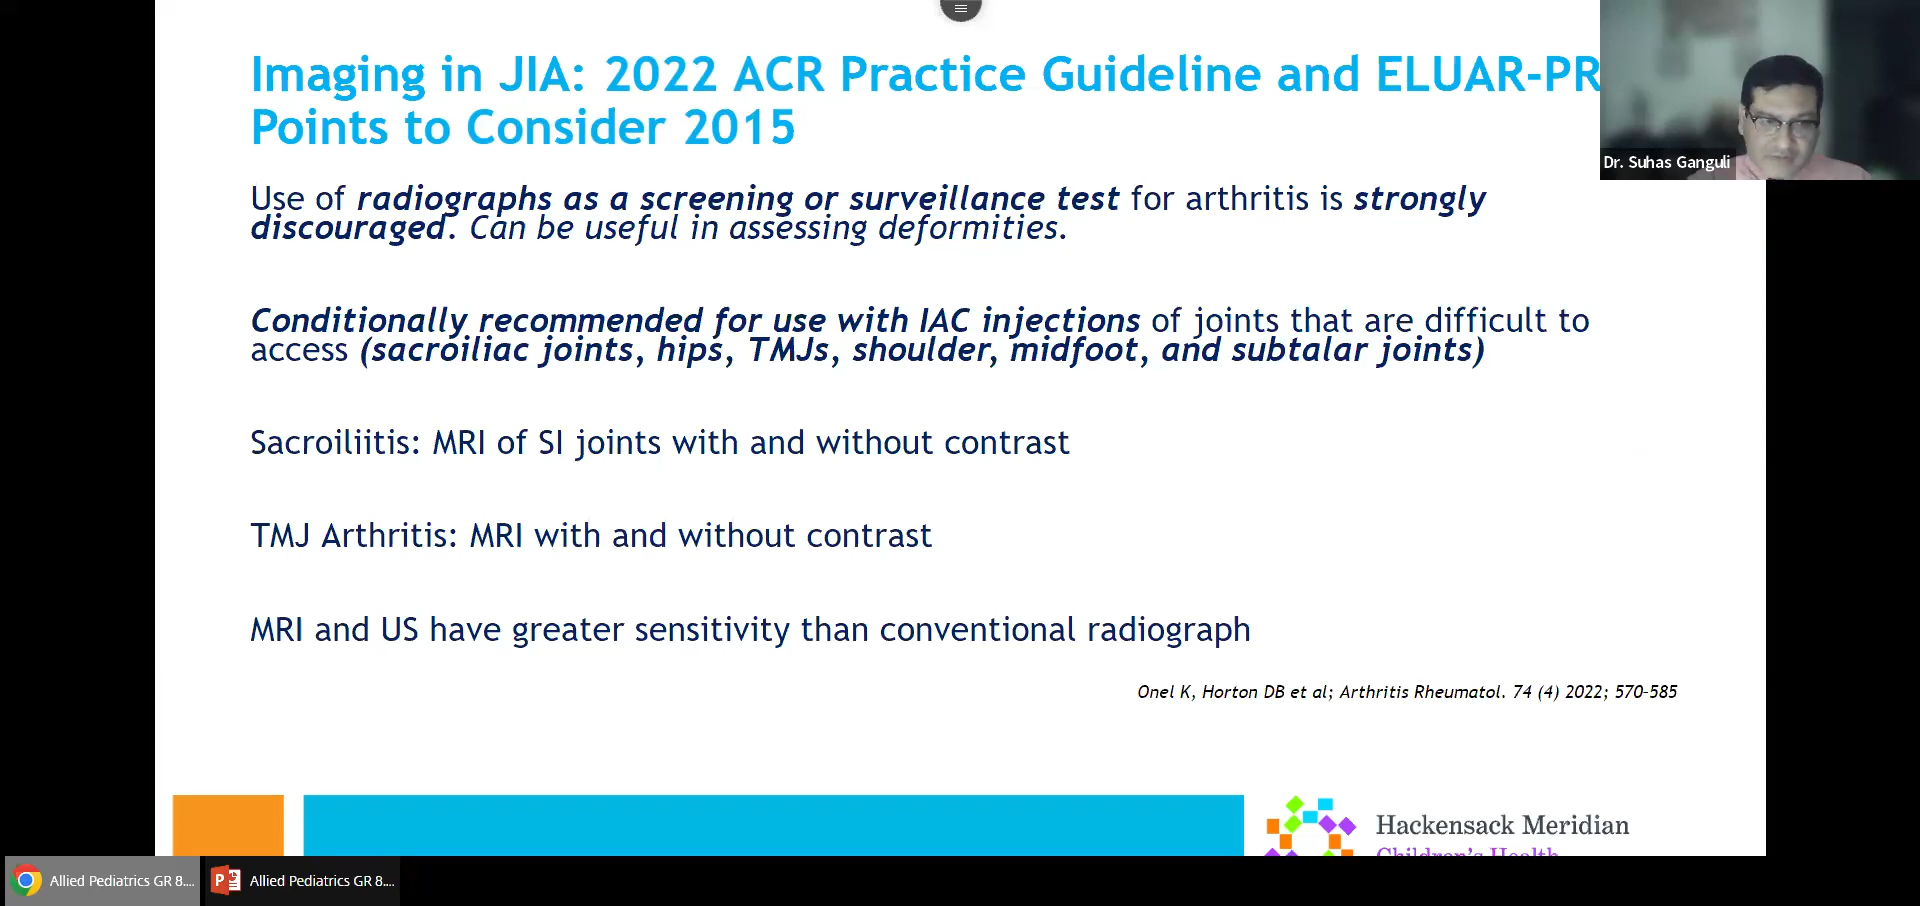 Imaging in JIA: 2022 ACR Practice Guideline and ELUAR-PR
Points to Consider 2015
Dr. Suhas Ganguli
Use of radiographs as a screening or surveillance test for arthritis is strongly
discouraged. Can be useful in assessing deformities.
Conditionally recommended for use with IAC injections of joints that are difficult to
access (sacroiliac joints, hips, TMJs, shoulder, midfoot, and subtalar joints)
Sacroiliitis: MRI of SI joints with and without contrast
TMJ Arthritis: MRI with and without contrast
MRI and US have greater sensitivity than conventional radiograph
Onel K, Horton DB et al; Arthritis Rheumatol. 74 (4) 2022; 570-585
Hackensack Meridian
Children's Health
Allied Pediatrics GR 8....
Allied Pediatrics GR 8....